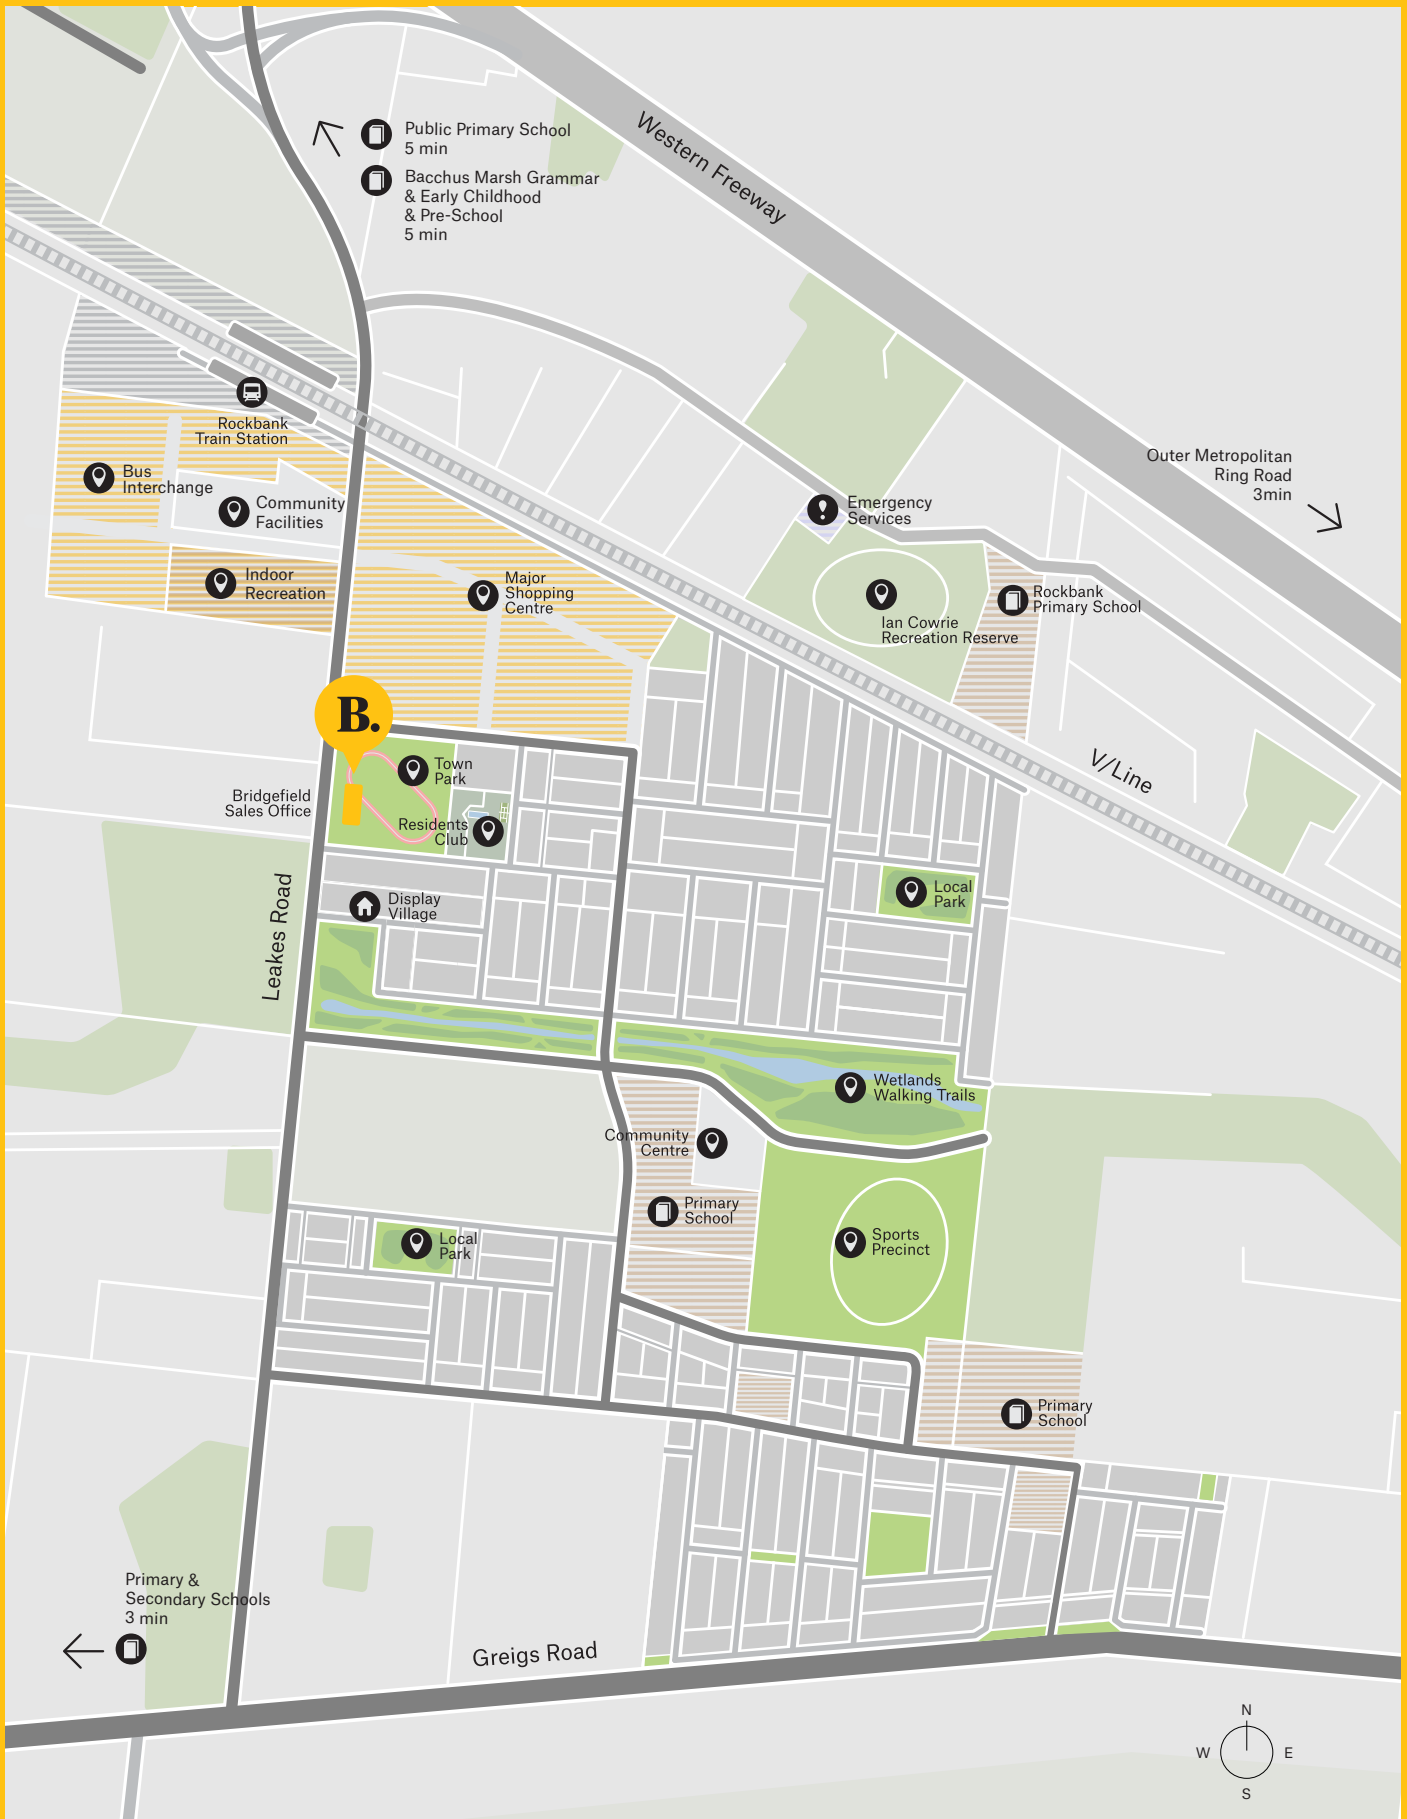 Western Freeway
Public Primary School
5 min
Bacchus Marsh Grammar
& Early Childhood
& Pre-School
5 min
Rockbank
Train Station
Bus
Interchange
Community
Facilities
Indoor
Recreation
Major
Shopping
Centre
Emergency
Services
Ian Cowrie
Recreation Reserve
Rockbank
Primary School
Outer Metropolitan
Ring Road
3min
V/Line
B.
Town
Park
Bridgefield
Sales Office
Residents
Club
Display
Village
Leakes Road
Local
Park
Wetlands
Walking Trails
Community
Centre
Primary
School
Sports
Precinct
Local
Park
Primary
School
Primary &
Secondary Schools
3 min
Greigs Road
N
W
E
S